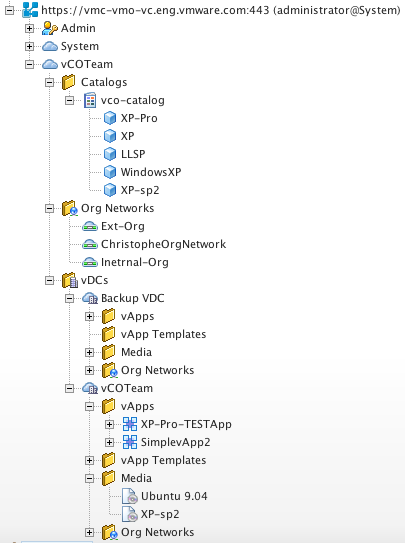 https://vmc-vmo-vc.eng.vmware.com:443 (administrator@System)
Admin
System
vCOTeam
Catalogs
vco-catalog
XP-Pro
XP
LLSP
WindowsXP
XP-sp2
Org Networks
Ext-Org
ChristopheOrgNetwork
Inetrnal-Org
vDCs
Backup VDC
vApps
vApp Templates
Media
Org Networks
vCOTeam
vApps
XP-Pro-TESTApp
SimplevApp2
vApp Templates
Media
Ubuntu 9.04
XP-sp2
Org Networks